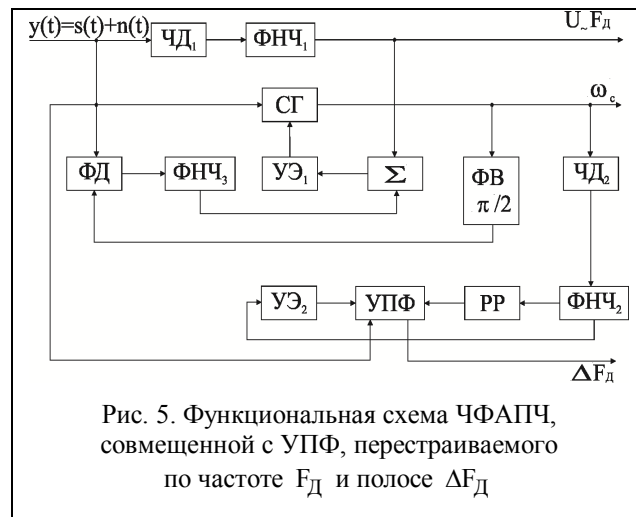 y(t)=s(t)+n(t)
ЧД₁
ФНЧ₁
U~Fд
СГ
ω_c
ФД
ФНЧ₃
УЭ₁
Σ
ФВ
π/2
ЧД₂
УЭ₂
УПФ
РР
ФНЧ₂
ΔFд
Рис. 5. Функциональная схема ЧФАПЧ,
совмещенной с УПФ, перестраиваемого
по частоте FД и полосе ΔFД